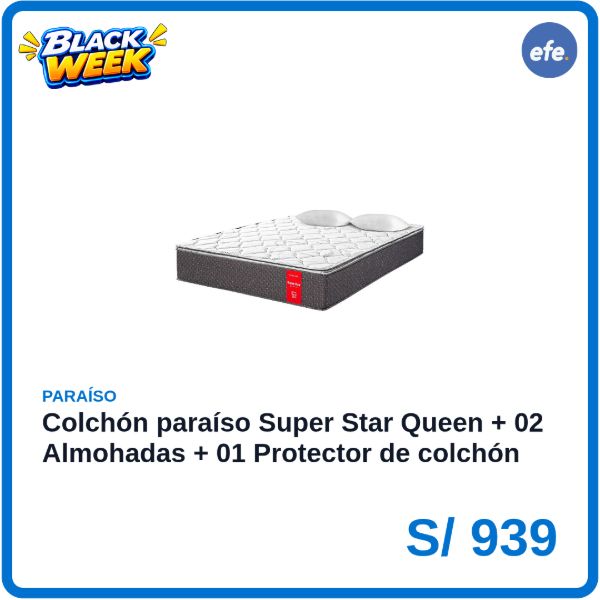 BLACK
WEEK
efe.
PARAÍSO
Colchón paraíso Super Star Queen + 02
Almohadas + 01 Protector de colchón
S/ 939